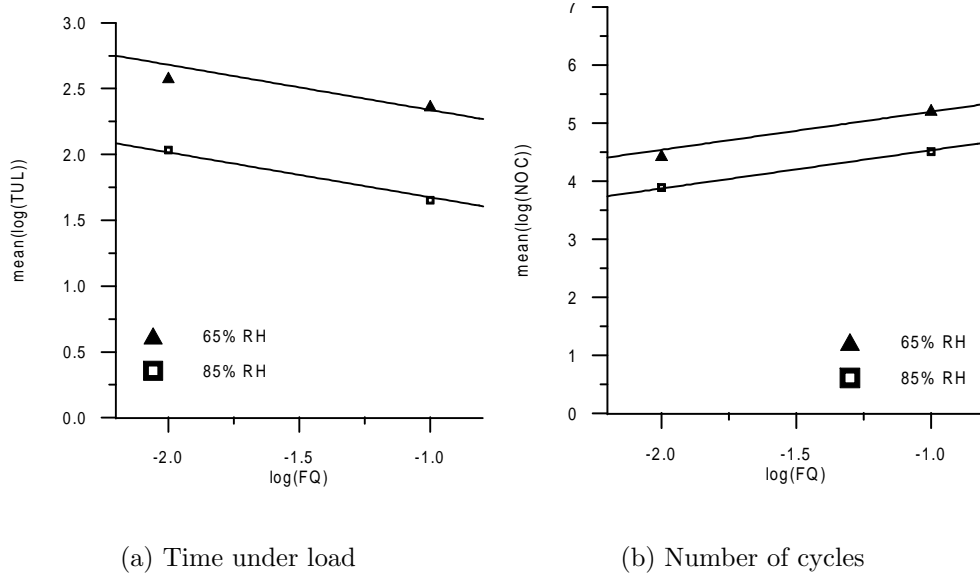 3.0
2.5
2.0
1.5
1.0
0.5
0.0
mean(log(TUL))
65% RH
85% RH
-2.0
-1.5
-1.0
log(FQ)
(a) Time under load
7
6
5
4
3
2
1
0
mean(log(NOC))
65% RH
85% RH
-2.0
-1.5
-1.0
log(FQ)
(b) Number of cycles